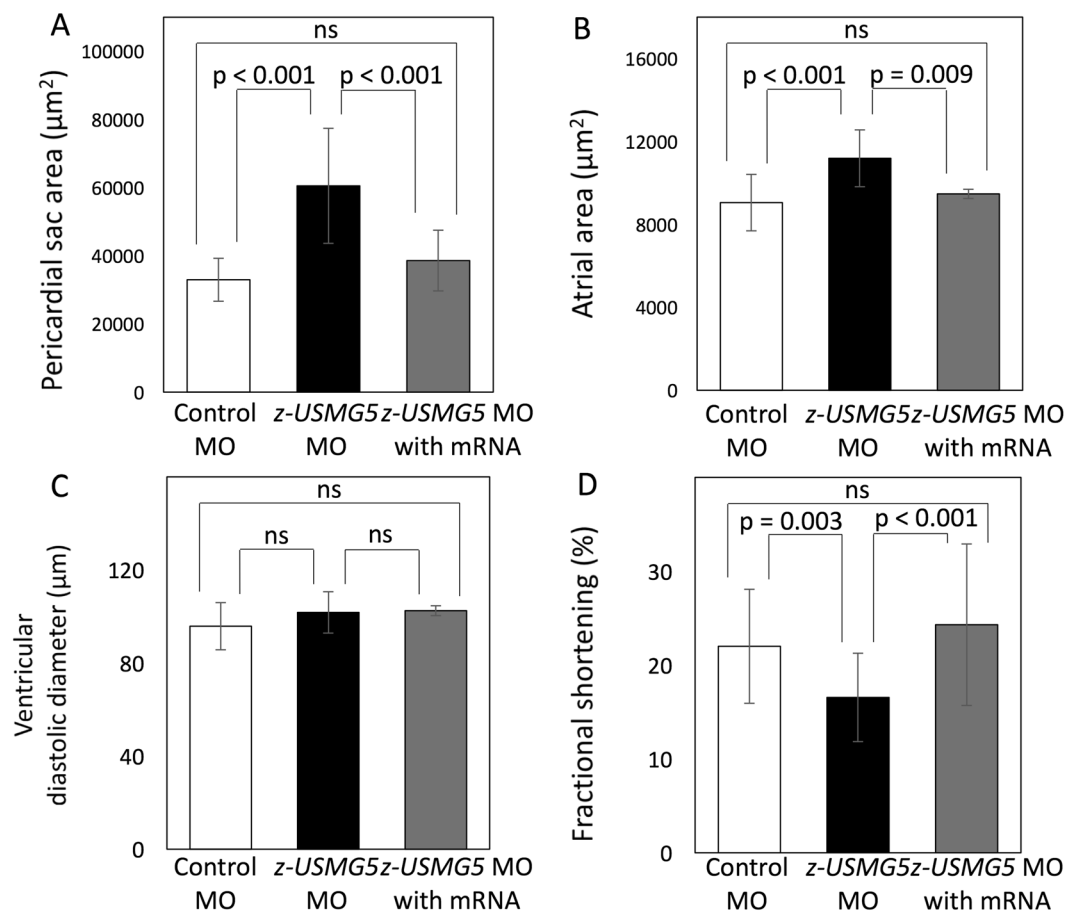 A
Pericardial sac area (μm²)
100000
80000
60000
40000
20000
0
ns
p < 0.001
p < 0.001
Control MO
z-USMG5 MO
z-USMG5 MO with mRNA
B
Atrial area (μm²)
16000
12000
8000
4000
0
ns
p < 0.001
p = 0.009
Control MO
z-USMG5 MO
z-USMG5 MO with mRNA
C
Ventricular
diastolic diameter (μm)
120
80
40
0
ns
ns
ns
Control MO
z-USMG5 MO
z-USMG5 MO with mRNA
D
Fractional shortening (%)
30
20
10
0
ns
p = 0.003
p < 0.001
Control MO
z-USMG5 MO
z-USMG5 MO with mRNA